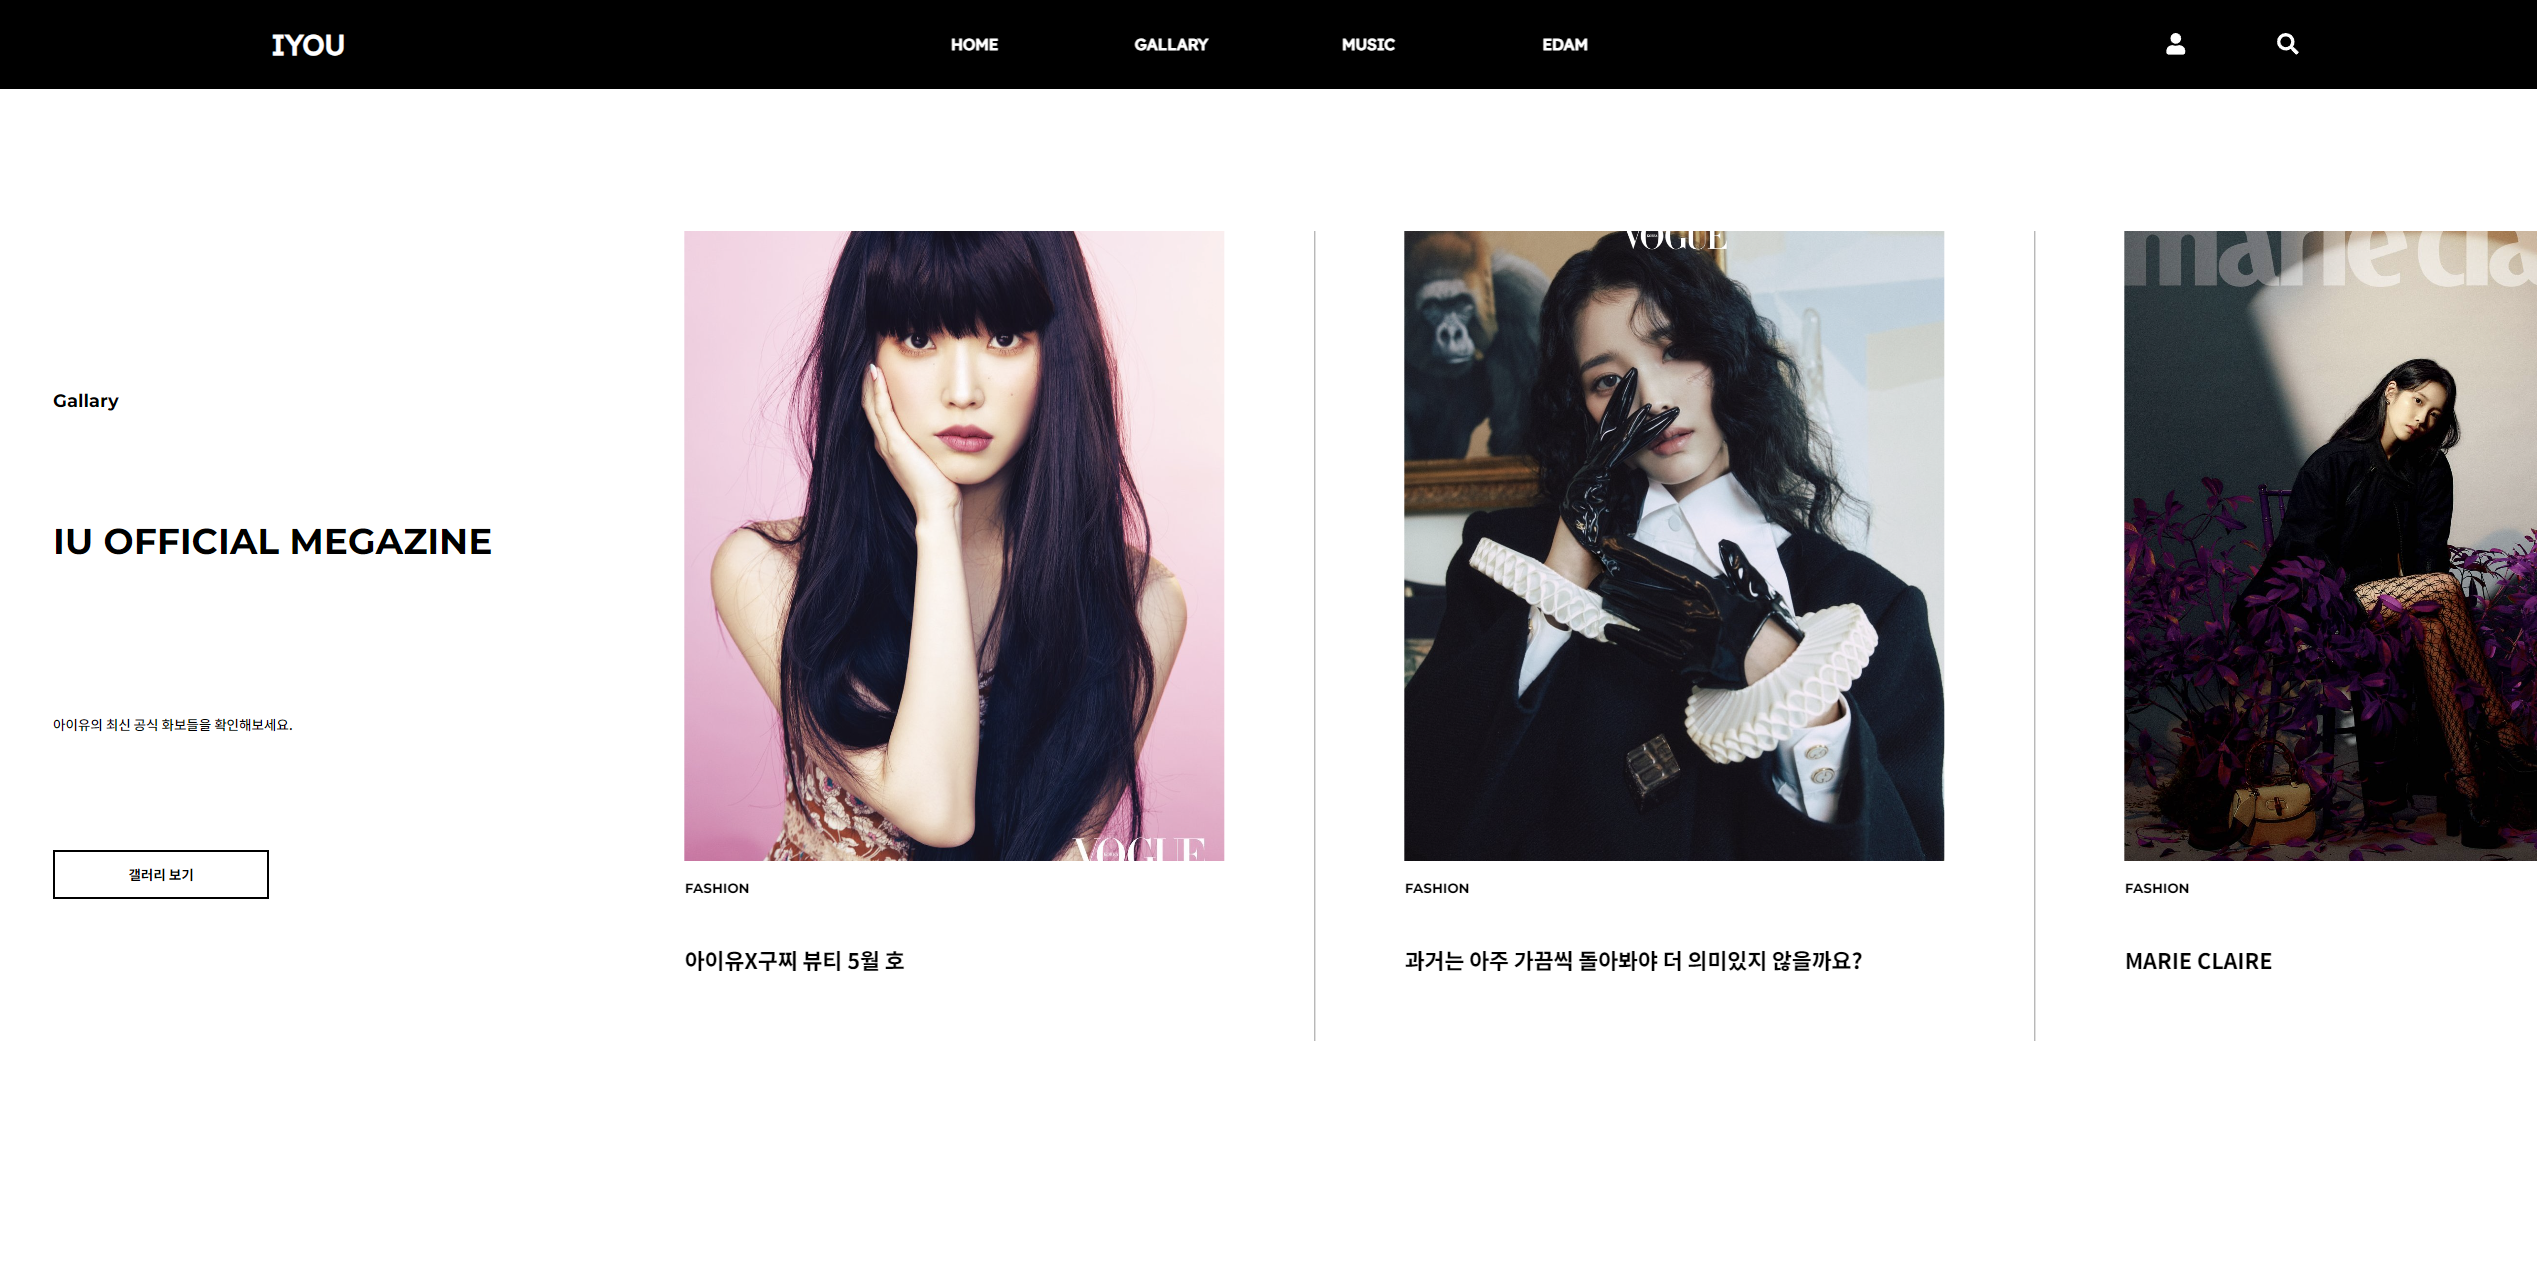 IYOU
HOME
GALLARY
MUSIC
EDAM
Gallary
IU OFFICIAL MEGAZINE
아이유의 최신 공식 화보들을 확인해보세요.
갤러리 보기
VOGUE
FASHION
아이유X구찌 뷰티 5월 호
VOGUE
FASHION
과거는 아주 가끔씩 돌아봐야 더 의미있지 않을까요?
marie cla
FASHION
MARIE CLAIRE